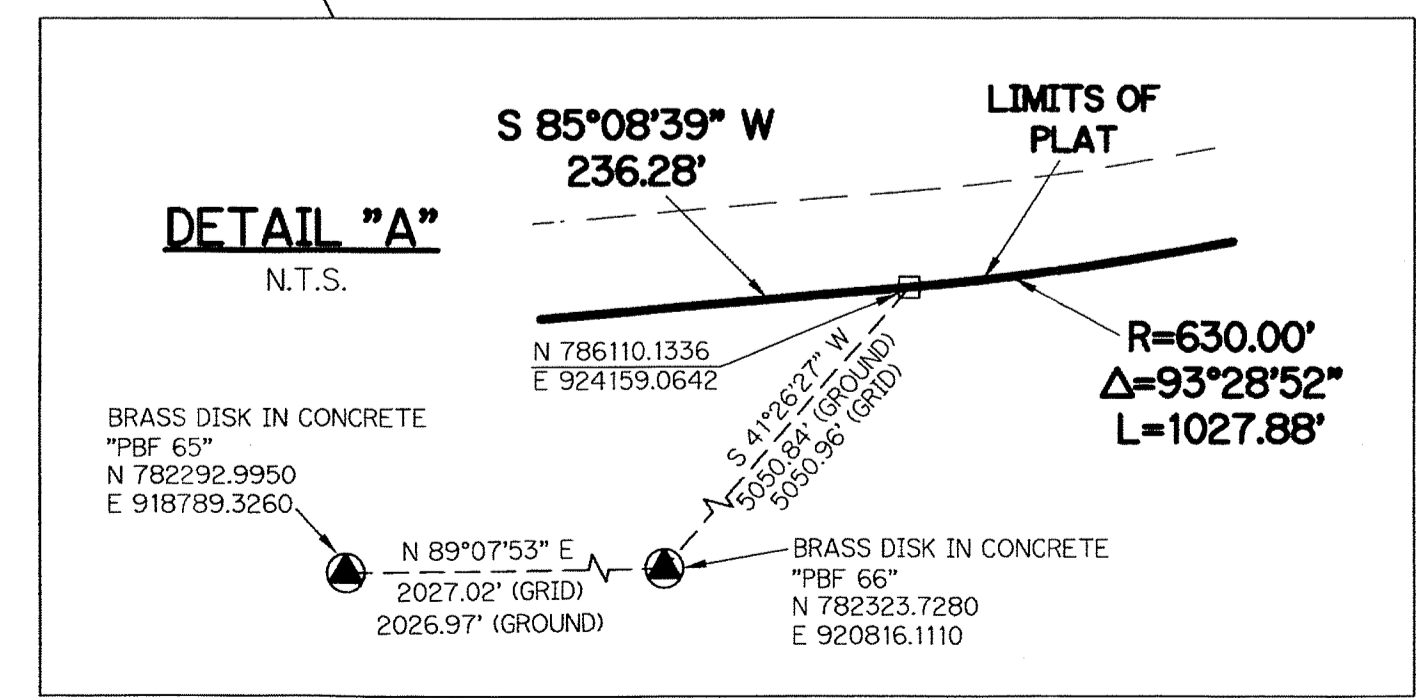 S 85°08'39" W
236.28'
LIMITS OF
PLAT
DETAIL "A"
N.T.S.
N 786110.1336
E 924159.0642
S 41°26'27" W
5050.84' (GROUND)
5050.96' (GRID)
R=630.00'
Δ=93°28'52"
L=1027.88'
BRASS DISK IN CONCRETE
"PBF 65"
N 782292.9950
E 918789.3260
N 89°07'53" E
2027.02' (GRID)
2026.97' (GROUND)
BRASS DISK IN CONCRETE
"PBF 66"
N 782323.7280
E 920816.1110